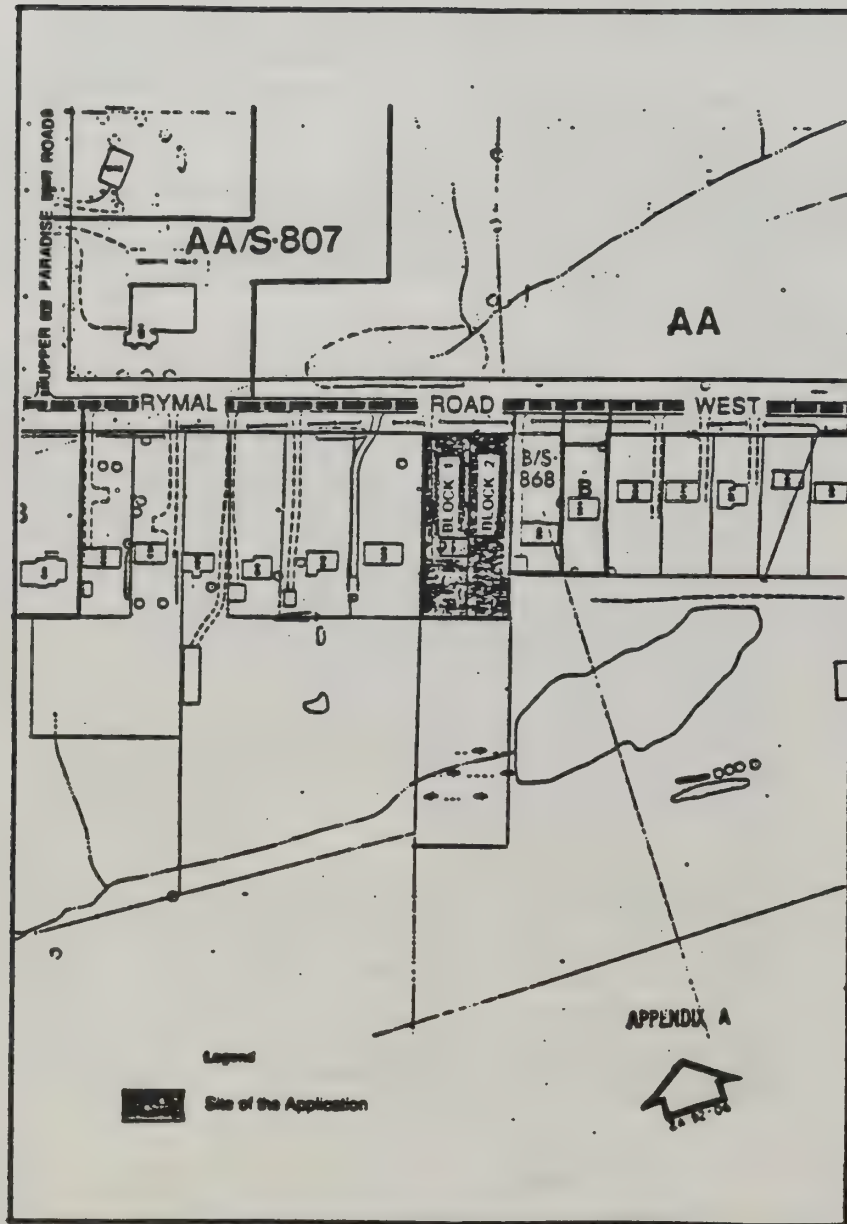 UPPER PARADISE ROADS
AA/S·807
AA
RYMAL ROAD WEST
BLOCK 1
BLOCK 2
B/S·
868
B
APPENDIX A
Legend
Site of the Application